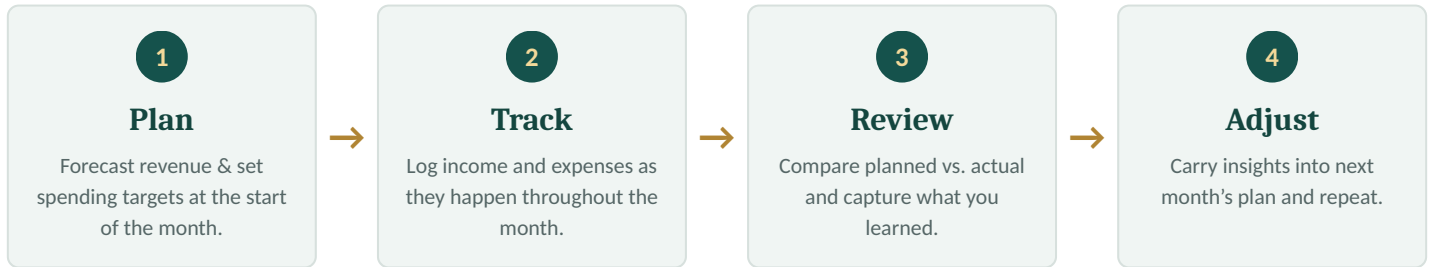 1
Plan
Forecast revenue & set
spending targets at the start
of the month.
2
Track
Log income and expenses as
they happen throughout the
month.
3
Review
Compare planned vs. actual
and capture what you
learned.
4
Adjust
Carry insights into next
month’s plan and repeat.